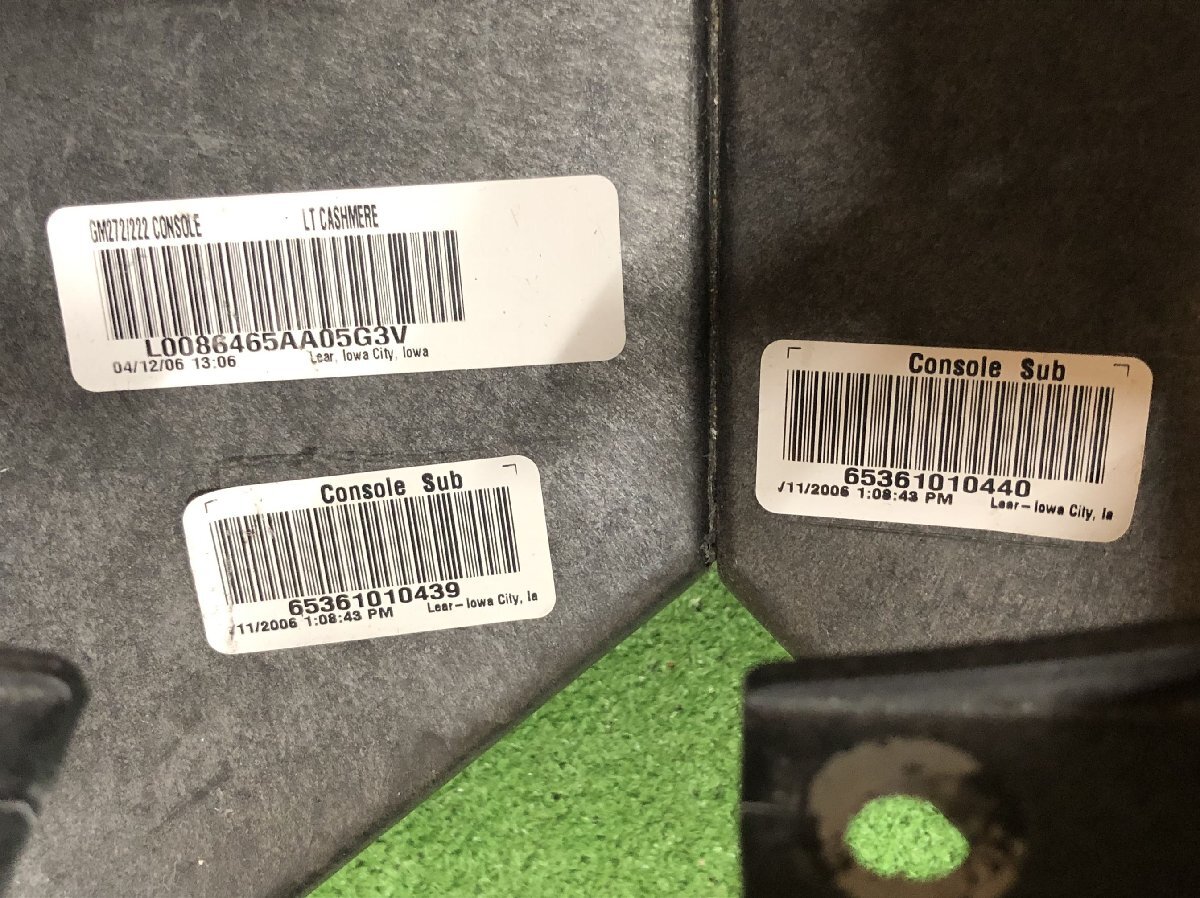 GM272/222 CONSOLE LT CASHMERE
L0086465AA05G3V
04/12/06 13:06 Lear, Iowa City, Iowa
Console Sub
65361010439
11/2006 1:08:43 PM Lear-Iowa City, Ia
Console Sub
65361010440
/11/2006 1:08:43 PM Lear-Iowa City, Ia